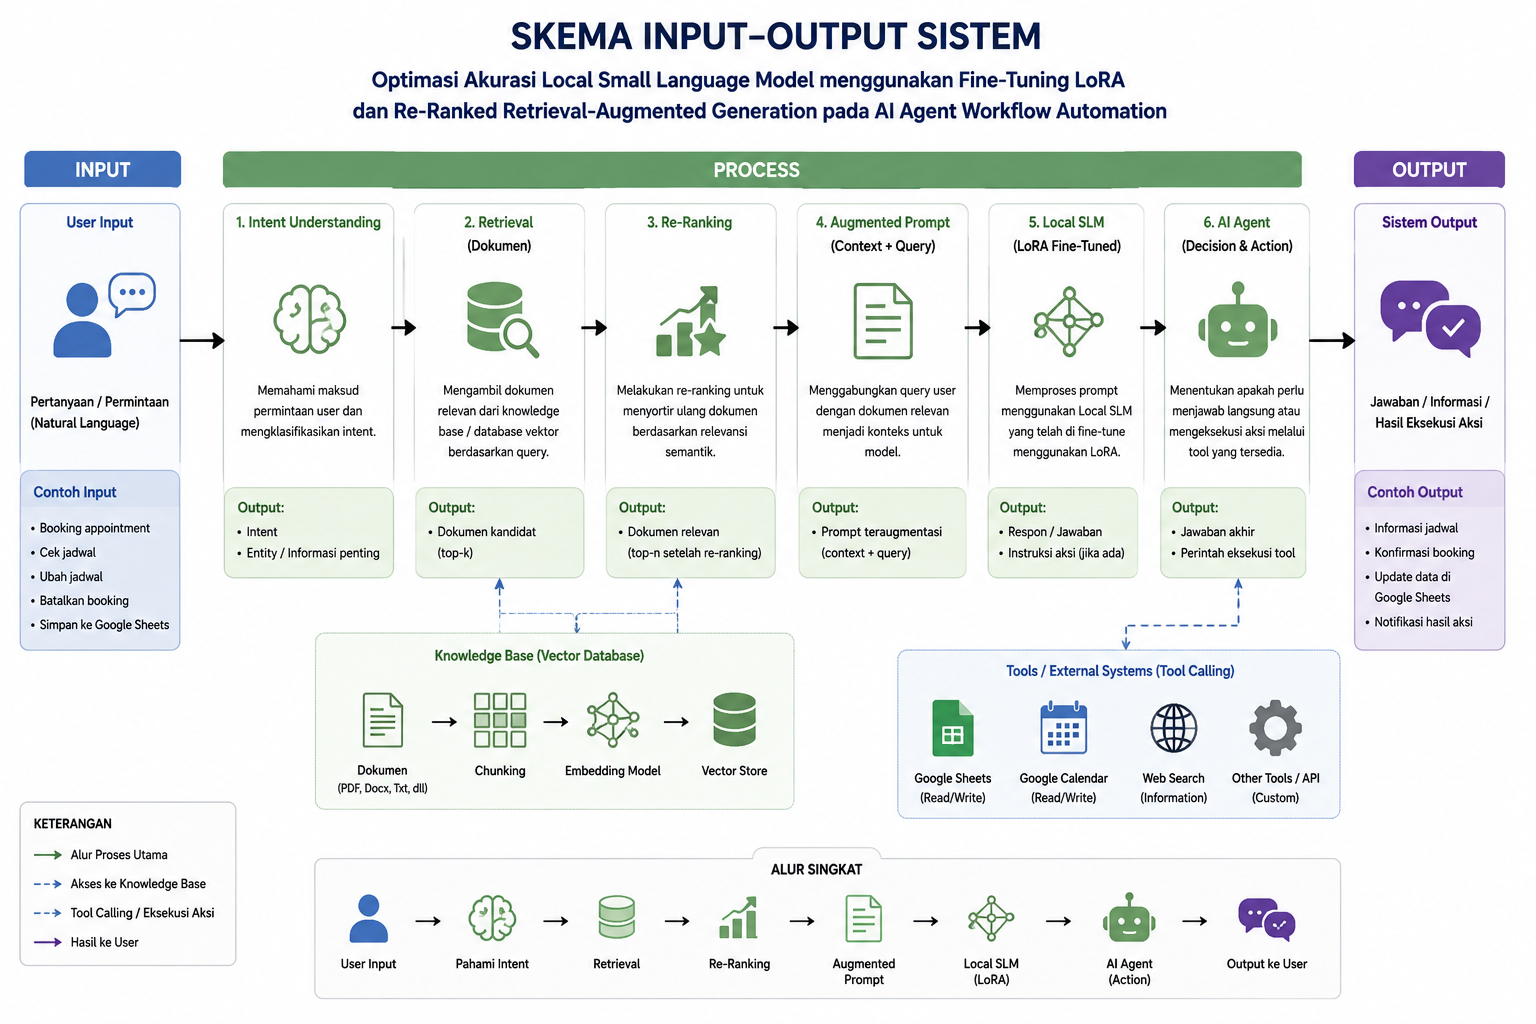 SKEMA INPUT–OUTPUT SISTEM
Optimasi Akurasi Local Small Language Model menggunakan Fine-Tuning LoRA
dan Re-Ranked Retrieval-Augmented Generation pada AI Agent Workflow Automation
INPUT
User Input
Pertanyaan / Permintaan
(Natural Language)
Contoh Input
• Booking appointment
• Cek jadwal
• Ubah jadwal
• Batalkan booking
• Simpan ke Google Sheets
PROCESS
1. Intent Understanding
Memahami maksud
permintaan user dan
mengklasifikasikan intent.
Output:
• Intent
• Entity / Informasi penting
2. Retrieval
(Dokumen)
Mengambil dokumen
relevan dari knowledge
base / database vektor
berdasarkan query.
Output:
• Dokumen kandidat
(top-k)
3. Re-Ranking
Melakukan re-ranking untuk
menyortir ulang dokumen
berdasarkan relevansi
semantik.
Output:
• Dokumen relevan
(top-n setelah re-ranking)
4. Augmented Prompt
(Context + Query)
Menggabungkan query user
dengan dokumen relevan
menjadi konteks untuk
model.
Output:
• Prompt teraugmentasi
(context + query)
5. Local SLM
(LoRA Fine-Tuned)
Memproses prompt
menggunakan Local SLM
yang telah di fine-tune
menggunakan LoRA.
Output:
• Respon / Jawaban
• Instruksi aksi (jika ada)
6. AI Agent
(Decision & Action)
Menentukan apakah perlu
menjawab langsung atau
mengeksekusi aksi melalui
tool yang tersedia.
Output:
• Jawaban akhir
• Perintah eksekusi tool
OUTPUT
Sistem Output
Jawaban / Informasi /
Hasil Eksekusi Aksi
Contoh Output
• Informasi jadwal
• Konfirmasi booking
• Update data di
Google Sheets
• Notifikasi hasil aksi
Knowledge Base (Vector Database)
Dokumen
(PDF, Docx, Txt, dll)
Chunking
Embedding Model
Vector Store
Tools / External Systems (Tool Calling)
Google Sheets
(Read/Write)
Google Calendar
(Read/Write)
Web Search
(Information)
Other Tools / API
(Custom)
KETERANGAN
Alur Proses Utama
Akses ke Knowledge Base
Tool Calling / Eksekusi Aksi
Hasil ke User
ALUR SINGKAT
User Input
Pahami Intent
Retrieval
Re-Ranking
Augmented
Prompt
Local SLM
(LoRA)
AI Agent
(Action)
Output ke User